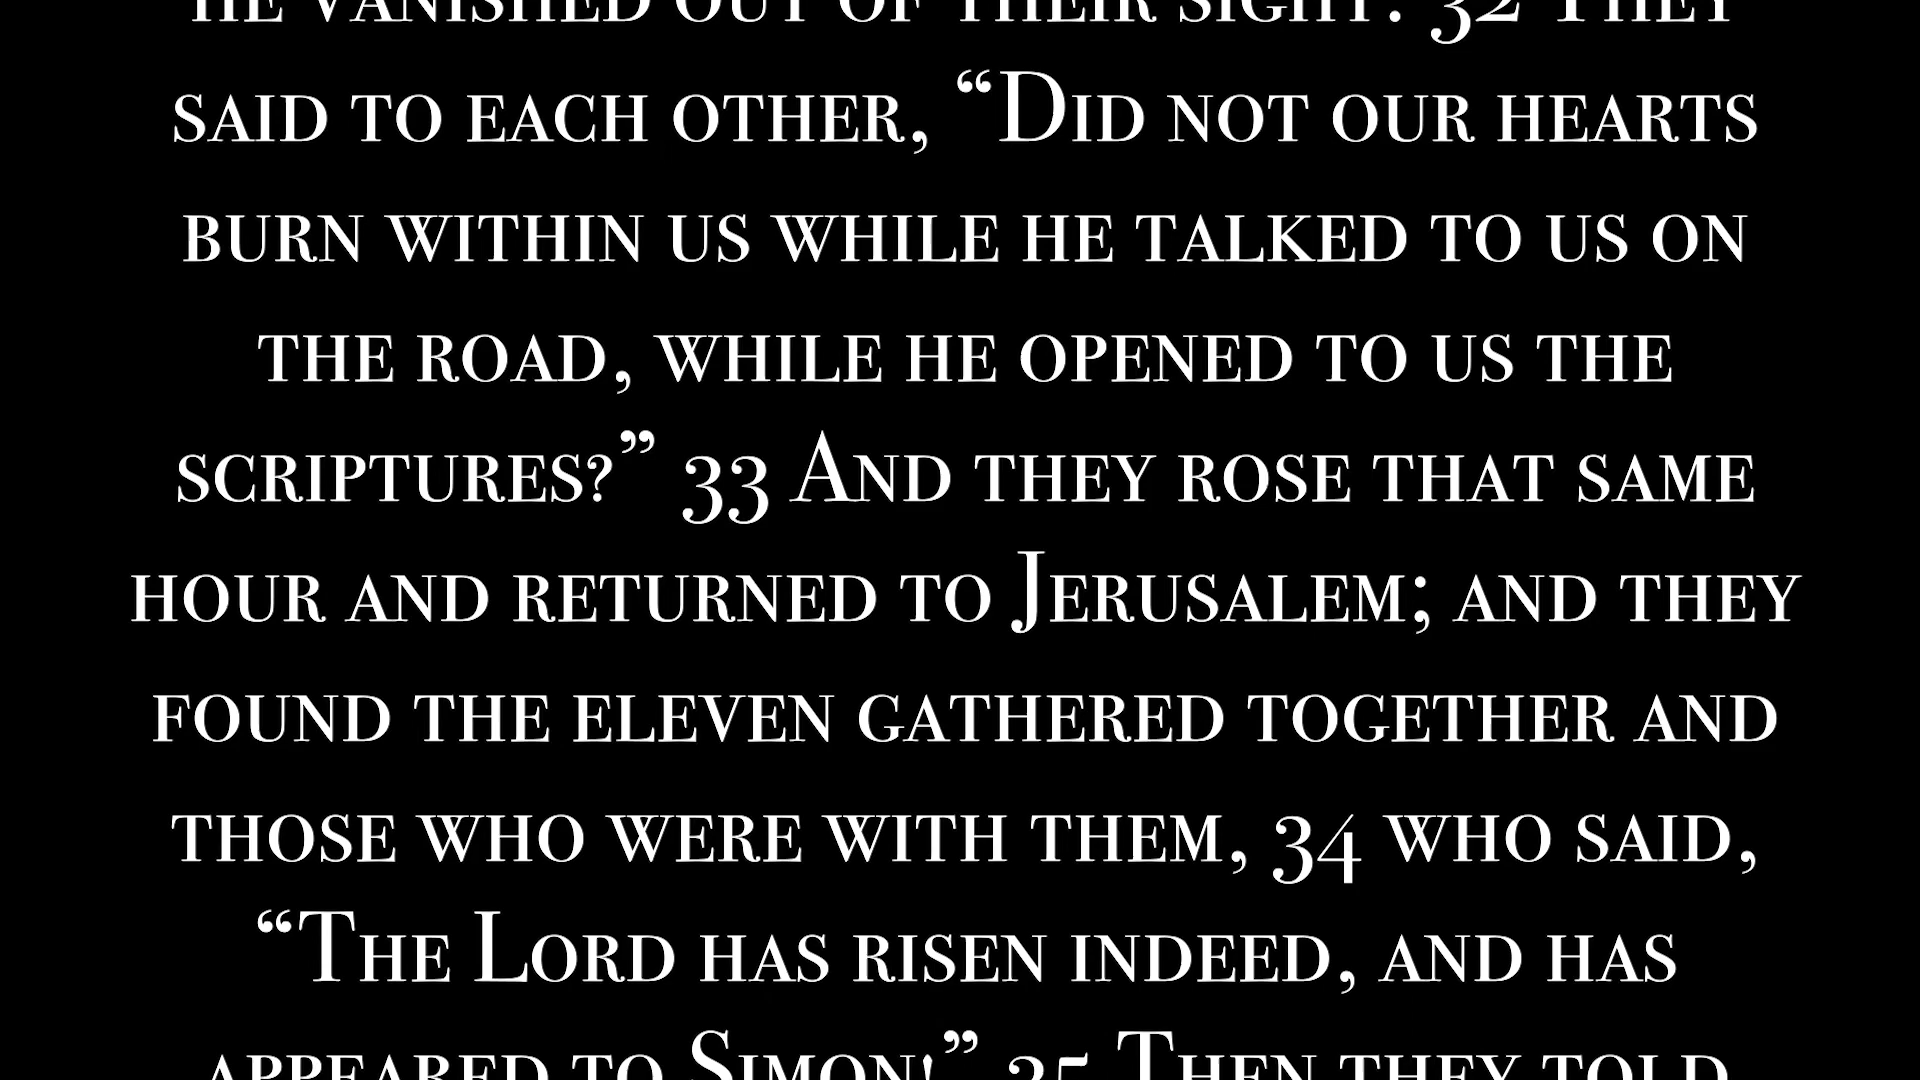 he vanished out of their sight. 32 They
said to each other, “Did not our hearts
burn within us while he talked to us on
the road, while he opened to us the
scriptures?” 33 And they rose that same
hour and returned to Jerusalem; and they
found the eleven gathered together and
those who were with them, 34 who said,
“The Lord has risen indeed, and has
appeared to Simon!” 35 Then they told